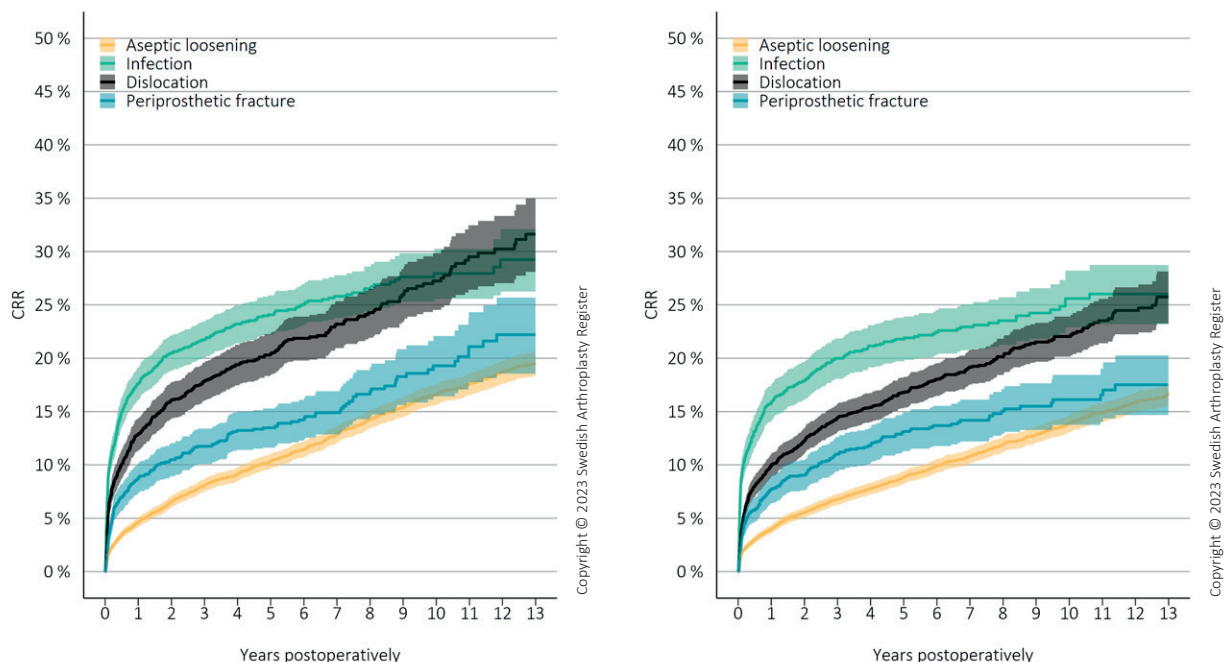 50 %
45 %
40 %
35 %
30 %
25 %
20 %
15 %
10 %
5 %
0 %
CRR
Aseptic loosening
Infection
Dislocation
Periprosthetic fracture
0 1 2 3 4 5 6 7 8 9 10 11 12 13
Years postoperatively
Copyright © 2023 Swedish Arthroplasty Register
50 %
45 %
40 %
35 %
30 %
25 %
20 %
15 %
10 %
5 %
0 %
CRR
Aseptic loosening
Infection
Dislocation
Periprosthetic fracture
0 1 2 3 4 5 6 7 8 9 10 11 12 13
Years postoperatively
Copyright © 2023 Swedish Arthroplasty Register